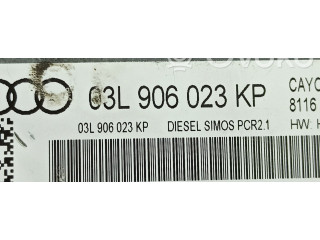 03L 906 023 KP CAYC
8116
03L 906 023 KP DIESEL SIMOS PCR2.1 HW: H